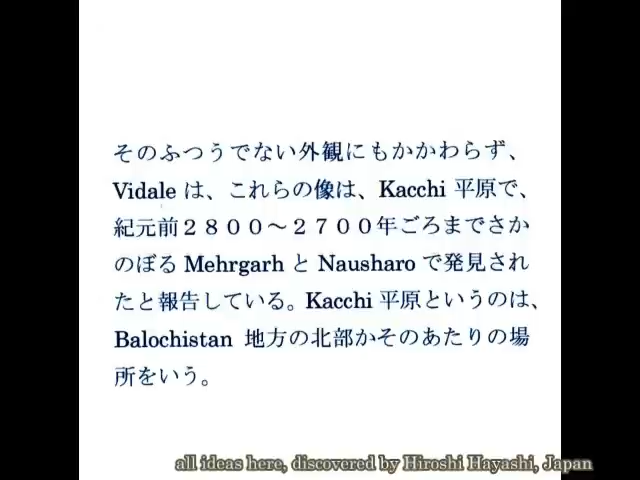 そのふつうでない外観にもかかわらず、
Vidale は、これらの像は、Kacchi 平原で、
紀元前２８００～２７００年ごろまでさか
のぼる Mehrgarh と Nausharo で発見され
たと報告している。Kacchi 平原というのは、
Balochistan 地方の北部かそのあたりの場
所をいう。
all ideas here, discovered by Hiroshi Hayashi, Japan